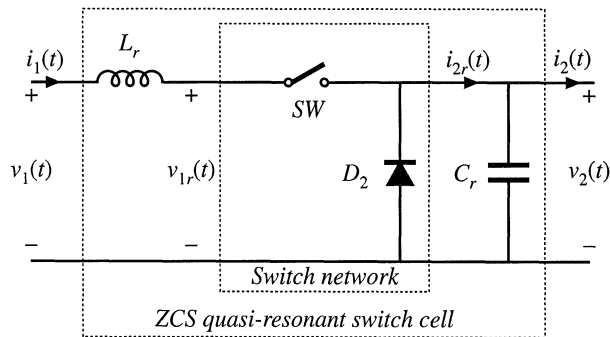 i₁(t)
Lᵣ
i₂ᵣ(t)
i₂(t)
+
+
+
SW
v₁(t)
v₁ᵣ(t)
D₂
Cᵣ
v₂(t)
–
–
–
Switch network
ZCS quasi-resonant switch cell